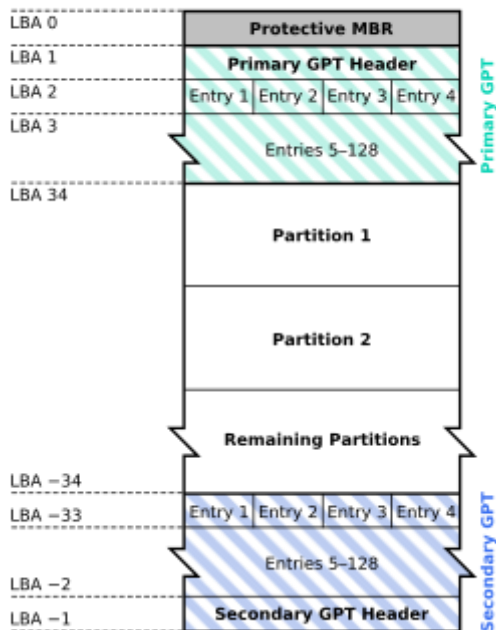 LBA 0
Protective MBR
LBA 1
Primary GPT Header
LBA 2
Entry 1 Entry 2 Entry 3 Entry 4
LBA 3
Entries 5–128
Primary GPT
LBA 34
Partition 1
Partition 2
Remaining Partitions
LBA −34
LBA −33
Entry 1 Entry 2 Entry 3 Entry 4
Entries 5–128
LBA −2
LBA −1
Secondary GPT Header
Secondary GPT